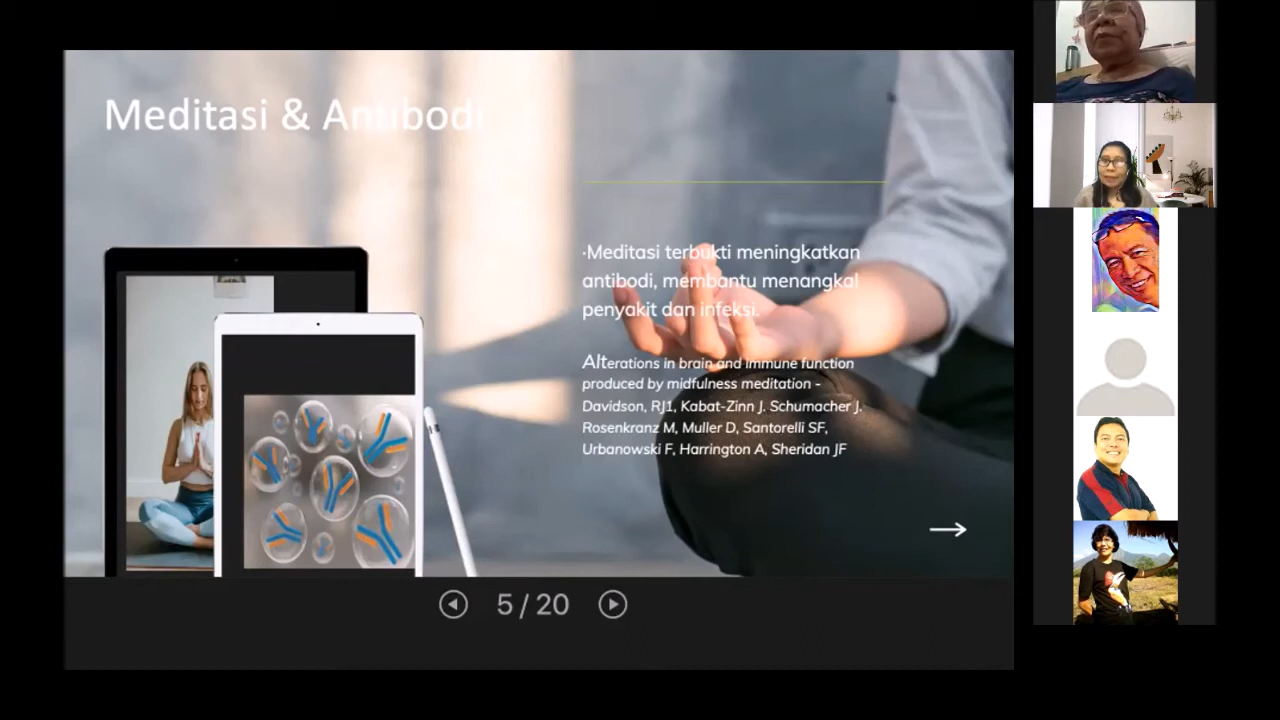 Meditasi & Antibodi
·Meditasi terbukti meningkatkan
antibodi, membantu menangkal
penyakit dan infeksi.
Alterations in brain and immune function
produced by midfulness meditation -
Davidson, RJ1, Kabat-Zinn J. Schumacher J.
Rosenkranz M, Muller D, Santorelli SF,
Urbanowski F, Harrington A, Sheridan JF
5 / 20